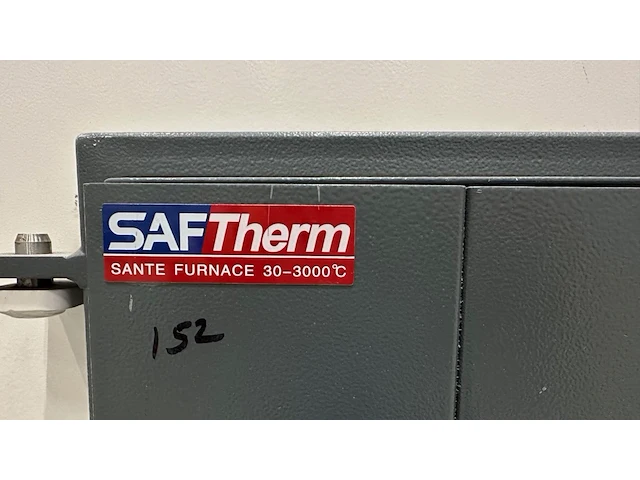 SAFTherm
SANTE FURNACE 30-3000℃
152